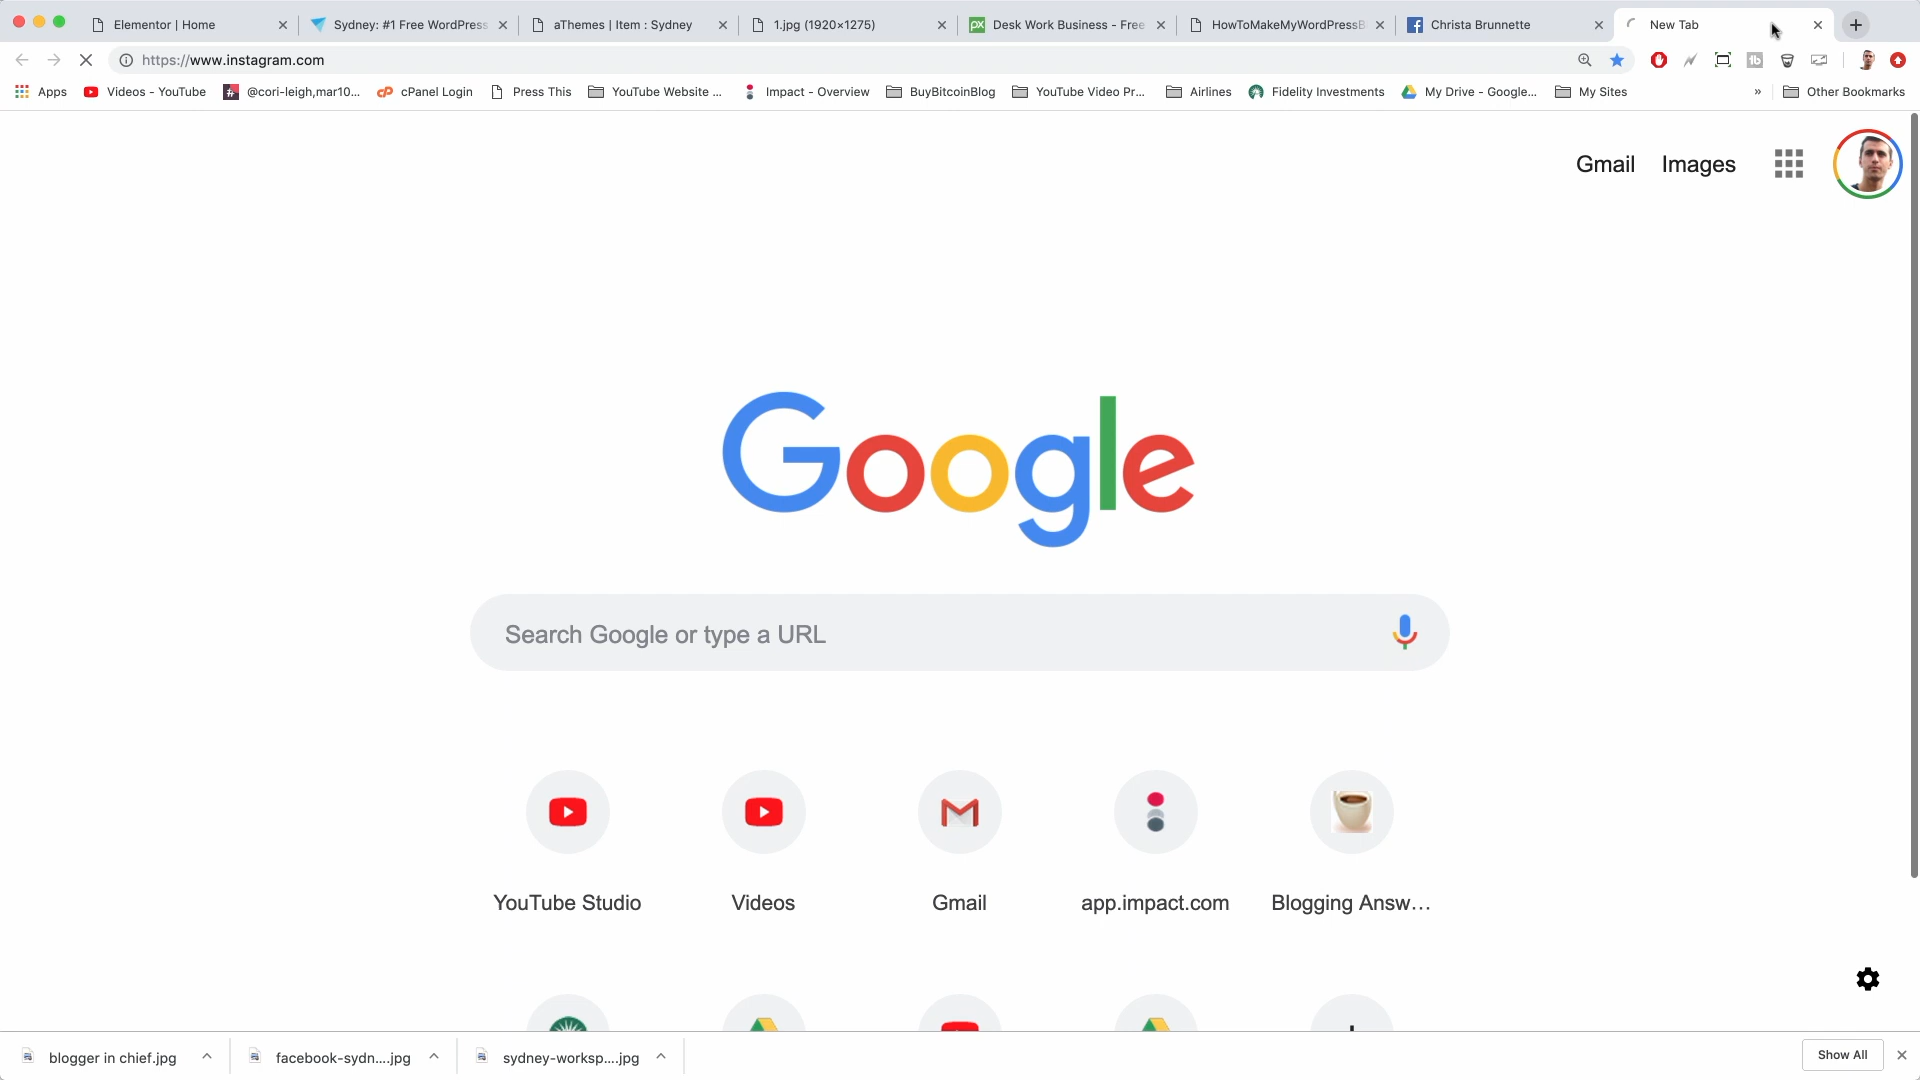 Elementor | Home
Sydney: #1 Free WordPress
aThemes | Item : Sydney
1.jpg (1920×1275)
Desk Work Business - Free
HowToMakeMyWordPressB
Christa Brunnette
New Tab
https://www.instagram.com
Apps
Videos - YouTube
@cori-leigh,mar10...
cPanel Login
Press This
YouTube Website ...
Impact - Overview
BuyBitcoinBlog
YouTube Video Pr...
Airlines
Fidelity Investments
My Drive - Google...
My Sites
»
Other Bookmarks
Gmail
Images
Google
Search Google or type a URL
YouTube Studio
Videos
Gmail
app.impact.com
Blogging Answ...
blogger in chief.jpg
facebook-sydn....jpg
sydney-worksp....jpg
Show All